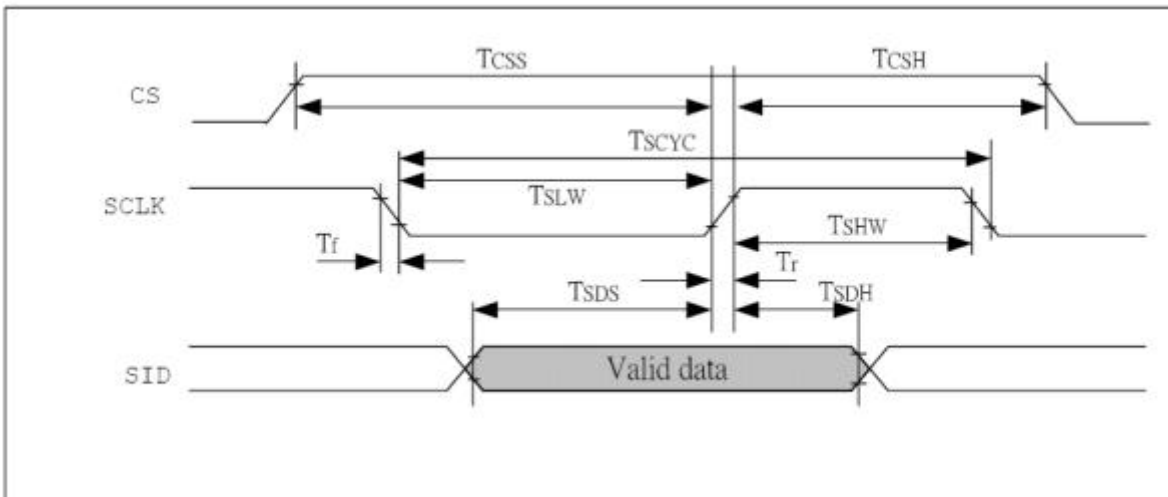 TCSS
TCSH
CS
TSCYC
TSLW
SCLK
TSHW
Tf
Tr
TSDS
TSDH
Valid data
SID